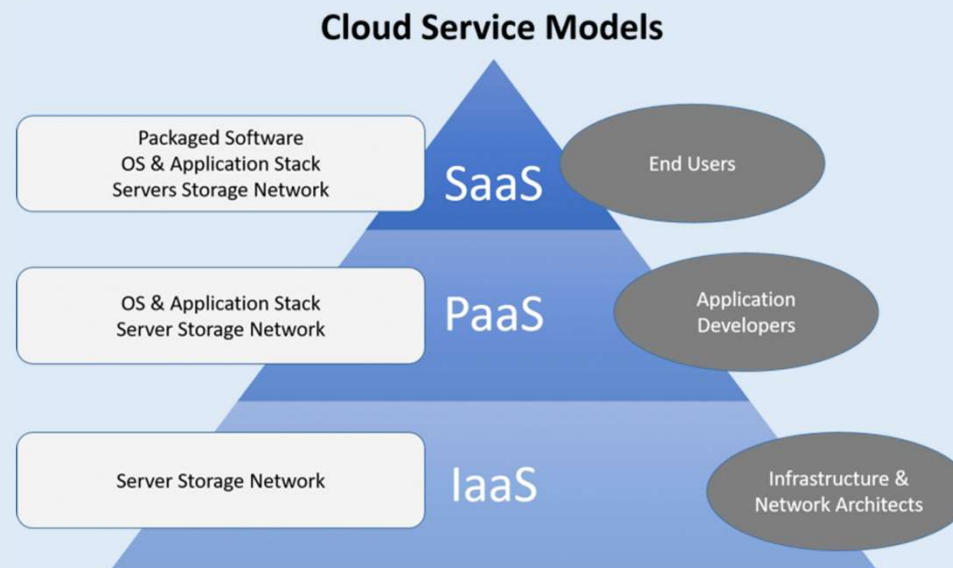 Cloud Service Models
Packaged Software
OS & Application Stack
Servers Storage Network
SaaS
End Users
OS & Application Stack
Server Storage Network
PaaS
Application
Developers
Server Storage Network
IaaS
Infrastructure &
Network Architects